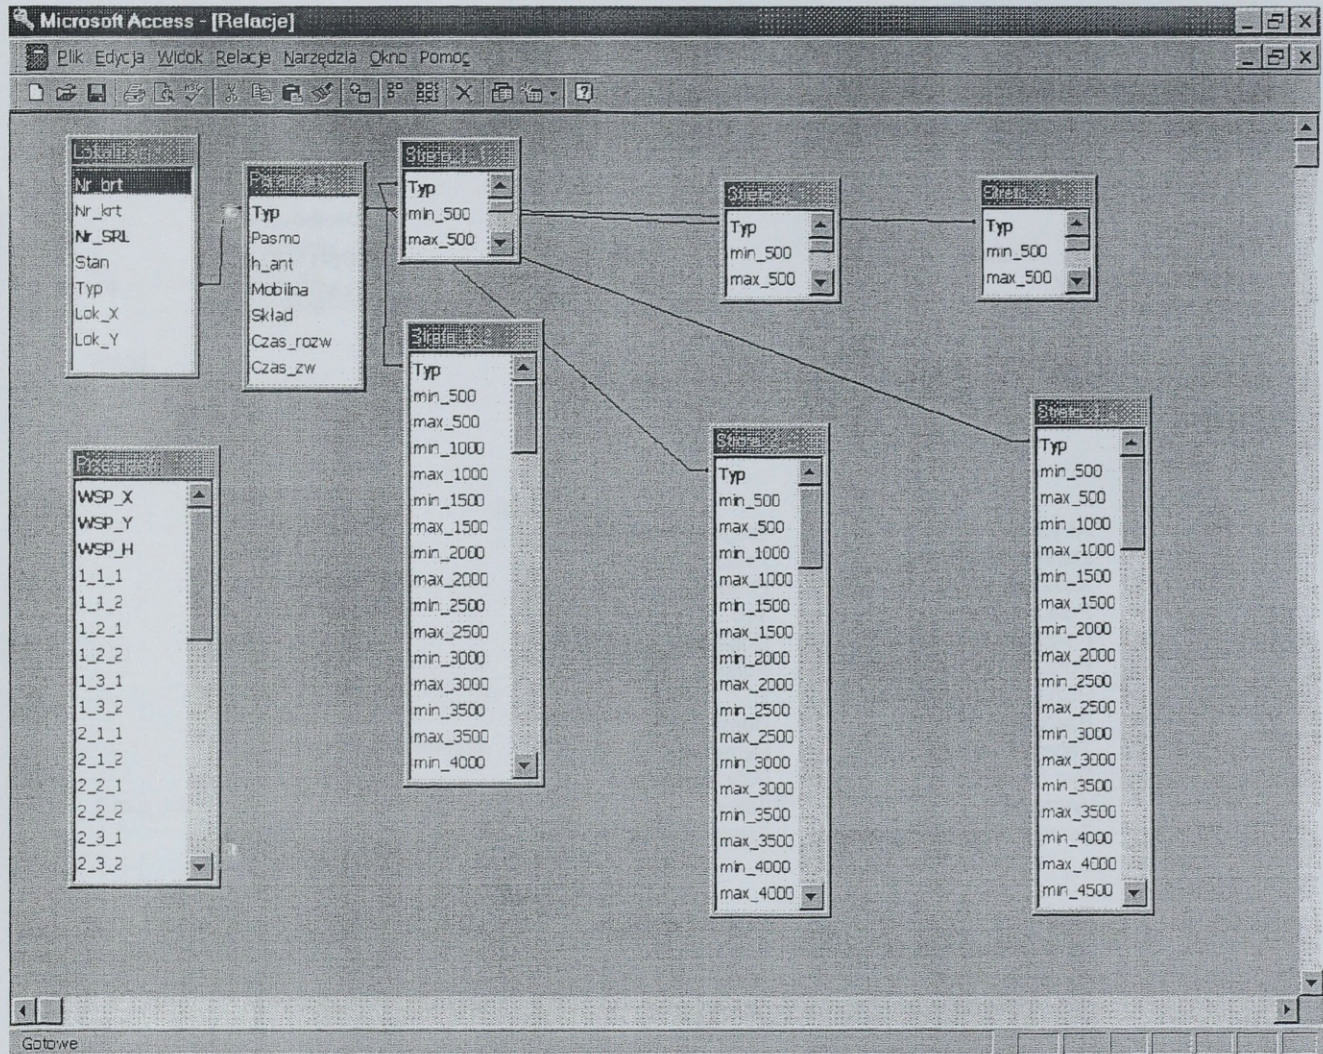 Microsoft Access - [Relacje]
Plik Edycja Widok Relacje Narzędzia Okno Pomoc
Nr_brt
Nr_krt
Nr_SRL
Stan
Typ
Lok_X
Lok_Y
Typ
Pasmo
h_ant
Mobilna
Skład
Czas_rozw
Czas_zw
Typ
min_500
max_500
Typ
min_500
max_500
Typ
min_500
max_500
WSP_X
WSP_Y
WSP_H
1_1_1
1_1_2
1_2_1
1_2_2
1_3_1
1_3_2
2_1_1
2_1_2
2_2_1
2_2_2
2_3_1
2_3_2
Typ
min_500
max_500
min_1000
max_1000
min_1500
max_1500
min_2000
max_2000
min_2500
max_2500
min_3000
max_3000
min_3500
max_3500
min_4000
Typ
min_500
max_500
min_1000
max_1000
min_1500
max_1500
min_2000
max_2000
min_2500
max_2500
min_3000
max_3000
min_3500
max_3500
min_4000
max_4000
Typ
min_500
max_500
min_1000
max_1000
min_1500
max_1500
min_2000
max_2000
min_2500
max_2500
min_3000
max_3000
min_3500
max_3500
min_4000
max_4000
min_4500
Gotowe